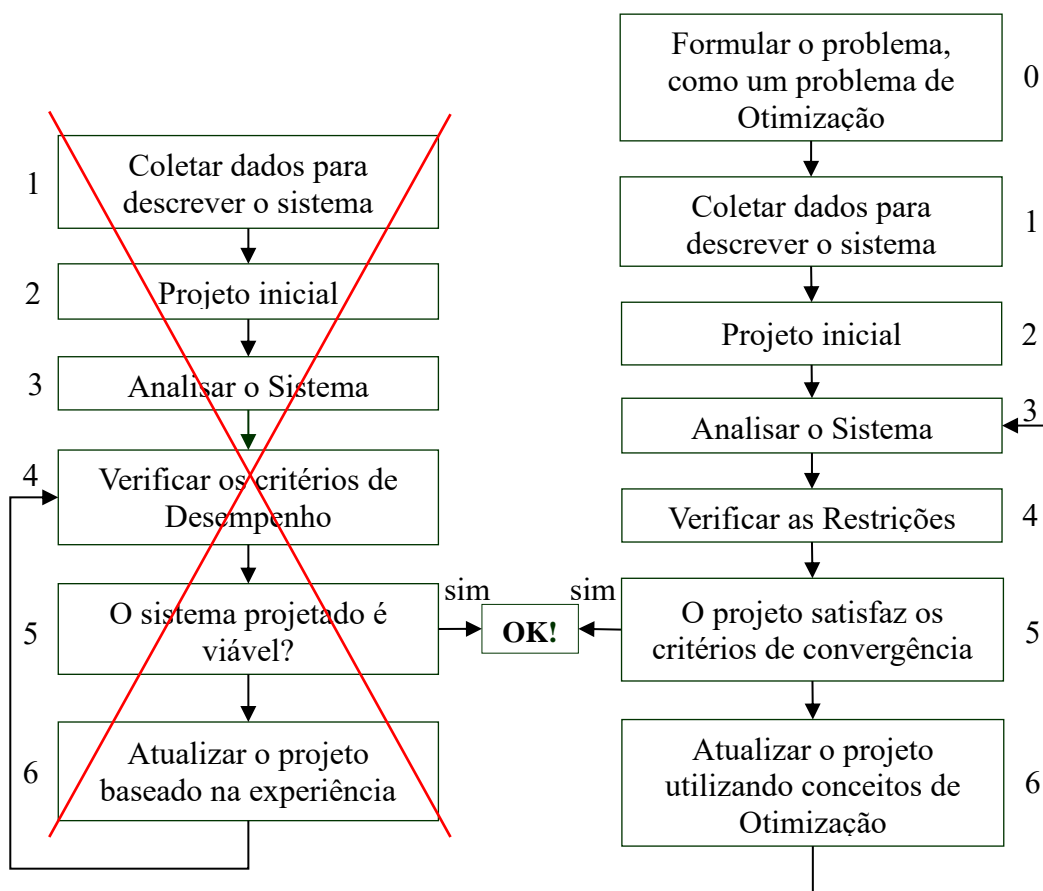 1
Coletar dados para
descrever o sistema
2
Projeto inicial
3
Analisar o Sistema
4
Verificar os critérios de
Desempenho
5
O sistema projetado é
viável?
sim
6
Atualizar o projeto
baseado na experiência
OK!
Formular o problema,
como um problema de
Otimização
0
Coletar dados para
descrever o sistema
1
Projeto inicial
2
Analisar o Sistema
3
Verificar as Restrições
4
sim
O projeto satisfaz os
critérios de convergência
5
Atualizar o projeto
utilizando conceitos de
Otimização
6